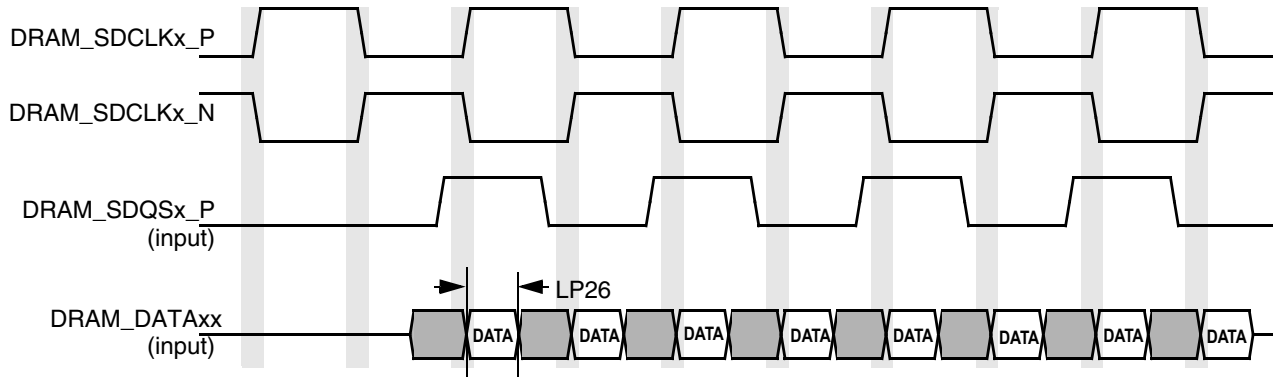 DRAM_SDCLKx_P
DRAM_SDCLKx_N
DRAM_SDQSx_P
(input)
LP26
DRAM_DATAxx
(input)
DATA DATA DATA DATA DATA DATA DATA DATA